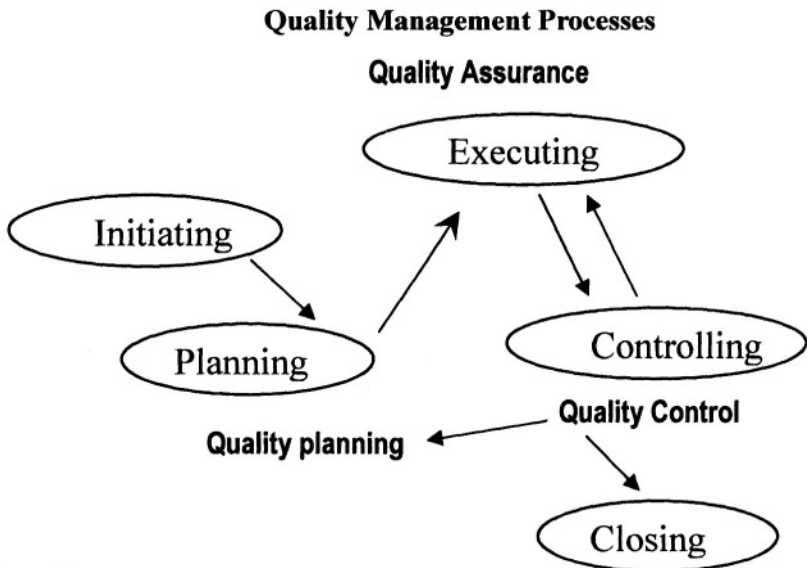 Quality Management Processes
Quality Assurance
Executing
Initiating
Planning
Controlling
Quality Control
Quality planning
Closing